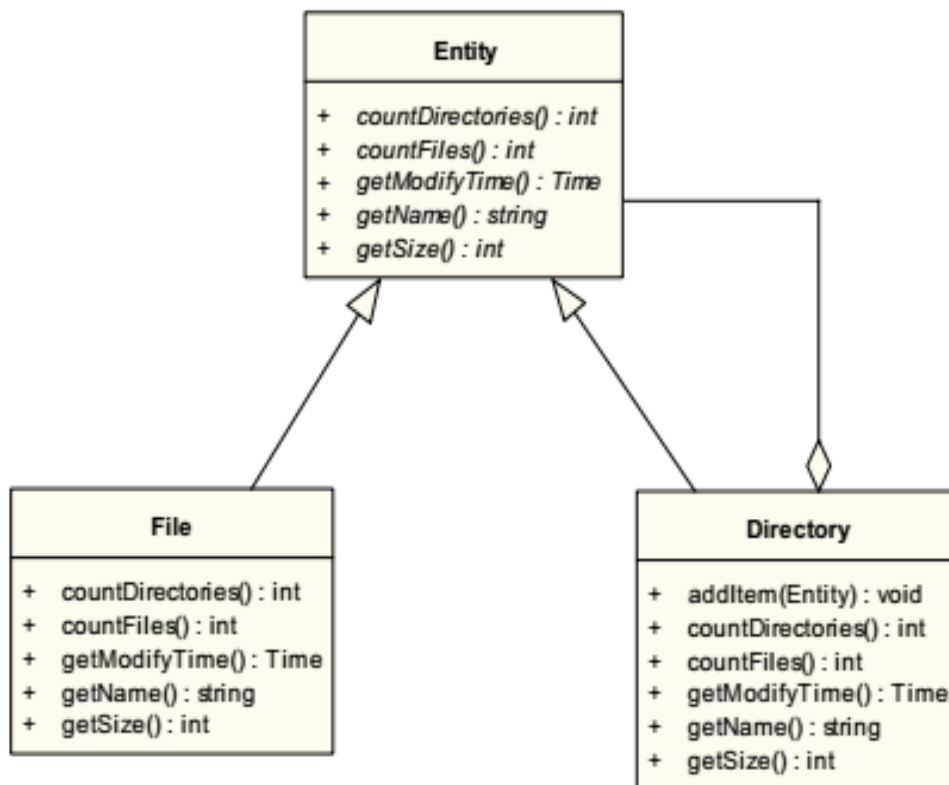 Entity
+ countDirectories() : int
+ countFiles() : int
+ getModifyTime() : Time
+ getName() : string
+ getSize() : int
File
+ countDirectories() : int
+ countFiles() : int
+ getModifyTime() : Time
+ getName() : string
+ getSize() : int
Directory
+ addItem(Entity) : void
+ countDirectories() : int
+ countFiles() : int
+ getModifyTime() : Time
+ getName() : string
+ getSize() : int